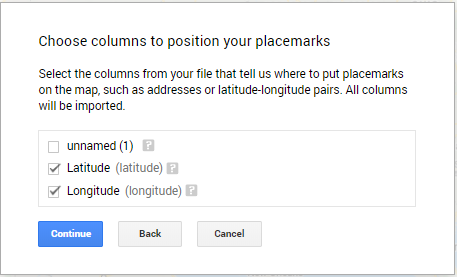 Choose columns to position your placemarks
Select the columns from your file that tell us where to put placemarks
on the map, such as addresses or latitude-longitude pairs. All columns
will be imported.
unnamed (1) ?
Latitude (latitude) ?
Longitude (longitude) ?
Continue Back Cancel